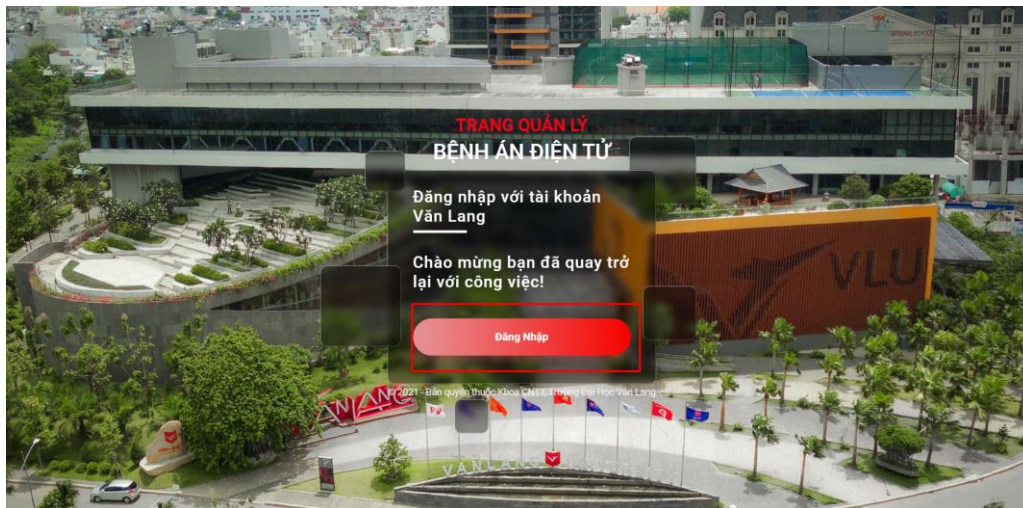 TRANG QUẢN LÝ
BỆNH ÁN ĐIỆN TỬ
Đăng nhập với tài khoản
Văn Lang
Chào mừng bạn đã quay trở
lại với công việc!
VLU
Đăng Nhập
© 2021 - Bản quyền thuộc Khoa CNTT, Trường Đại Học Văn Lang
VAN LANG